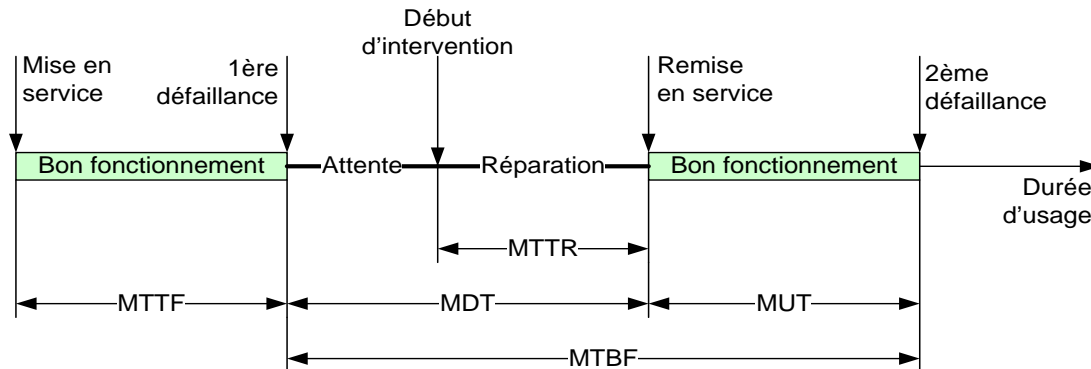 Début
d'intervention
Mise en
service
1ère
défaillance
Remise
en service
2ème
défaillance
Bon fonctionnement
Attente
Réparation
Bon fonctionnement
Durée
d'usage
MTTR
MTTF
MDT
MUT
MTBF